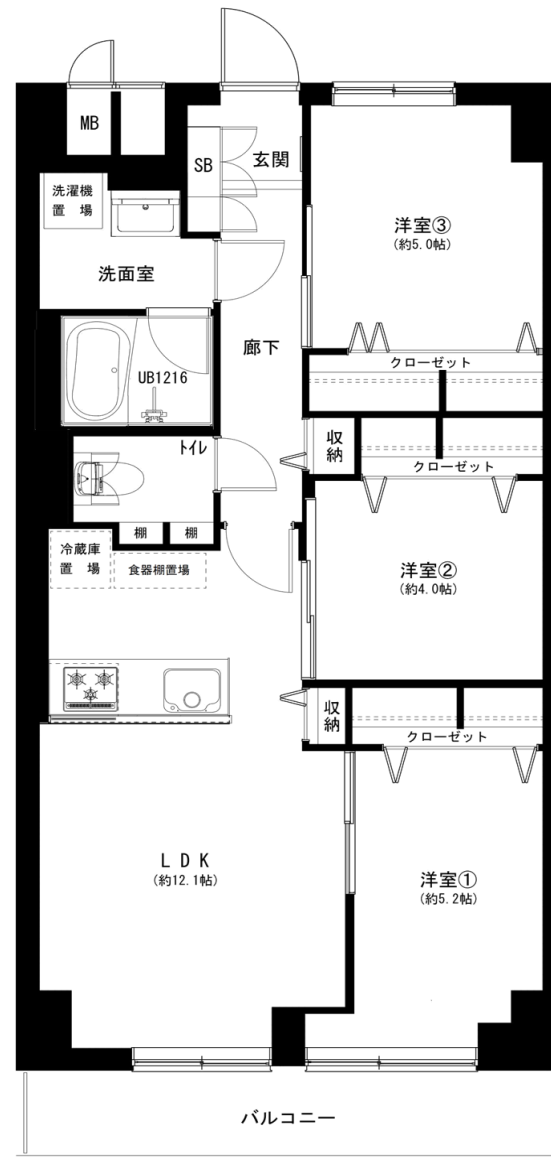 MB
SB
玄関
洗濯機
置 場
洗面室
洋室③
(約5.0帖)
廊下
クローゼット
UB1216
トイレ
収
納
クローゼット
棚
棚
冷蔵庫
置 場
食器棚置場
洋室②
(約4.0帖)
収
納
クローゼット
LDK
(約12.1帖)
洋室①
(約5.2帖)
バルコニー